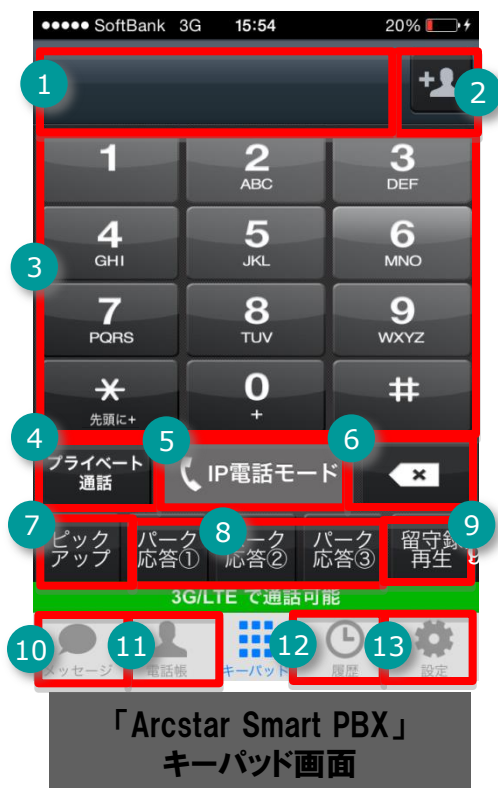 ●●●●● SoftBank 3G 15:54 20%
1
2
1 2 3
ABC DEF
3
4 5 6
GHI JKL MNO
7 8 9
PQRS TUV WXYZ
* 0 #
先頭に+ +
4
プライベート
通話
5
IP電話モード
6
×
7
ピック
アップ
8
パーク
応答①
応答②
パーク
応答③
9
留守録
再生
3G/LTE で通話可能
10
メッセージ
11
電話帳
キーパッド
12
履歴
13
設定
「Arcstar Smart PBX」
キーパッド画面